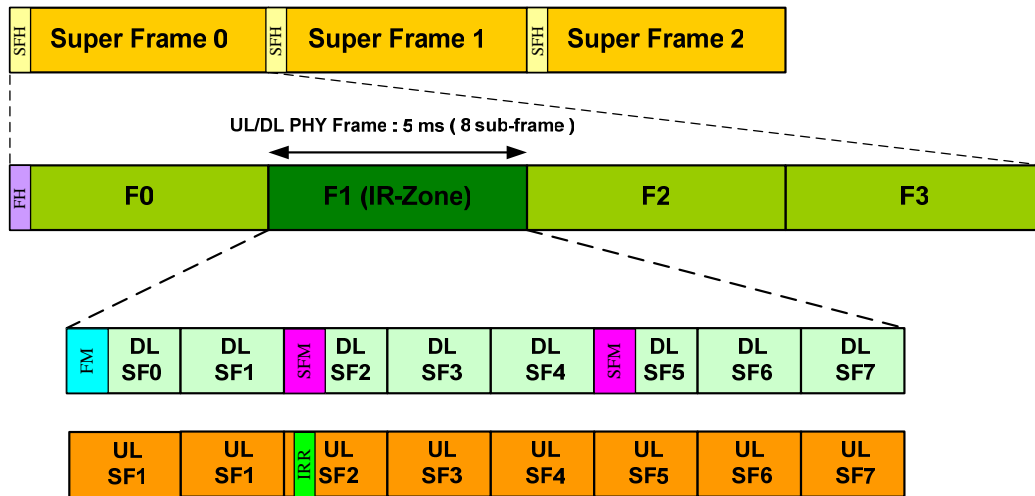 SFH Super Frame 0 SFH Super Frame 1 SFH Super Frame 2
UL/DL PHY Frame : 5 ms ( 8 sub-frame )
FH F0 F1 (IR-Zone) F2 F3
FM DL SF0 DL SF1 SFM DL SF2 DL SF3 DL SF4 SFM DL SF5 DL SF6 DL SF7
UL SF1 UL SF1 IRR UL SF2 UL SF3 UL SF4 UL SF5 UL SF6 UL SF7